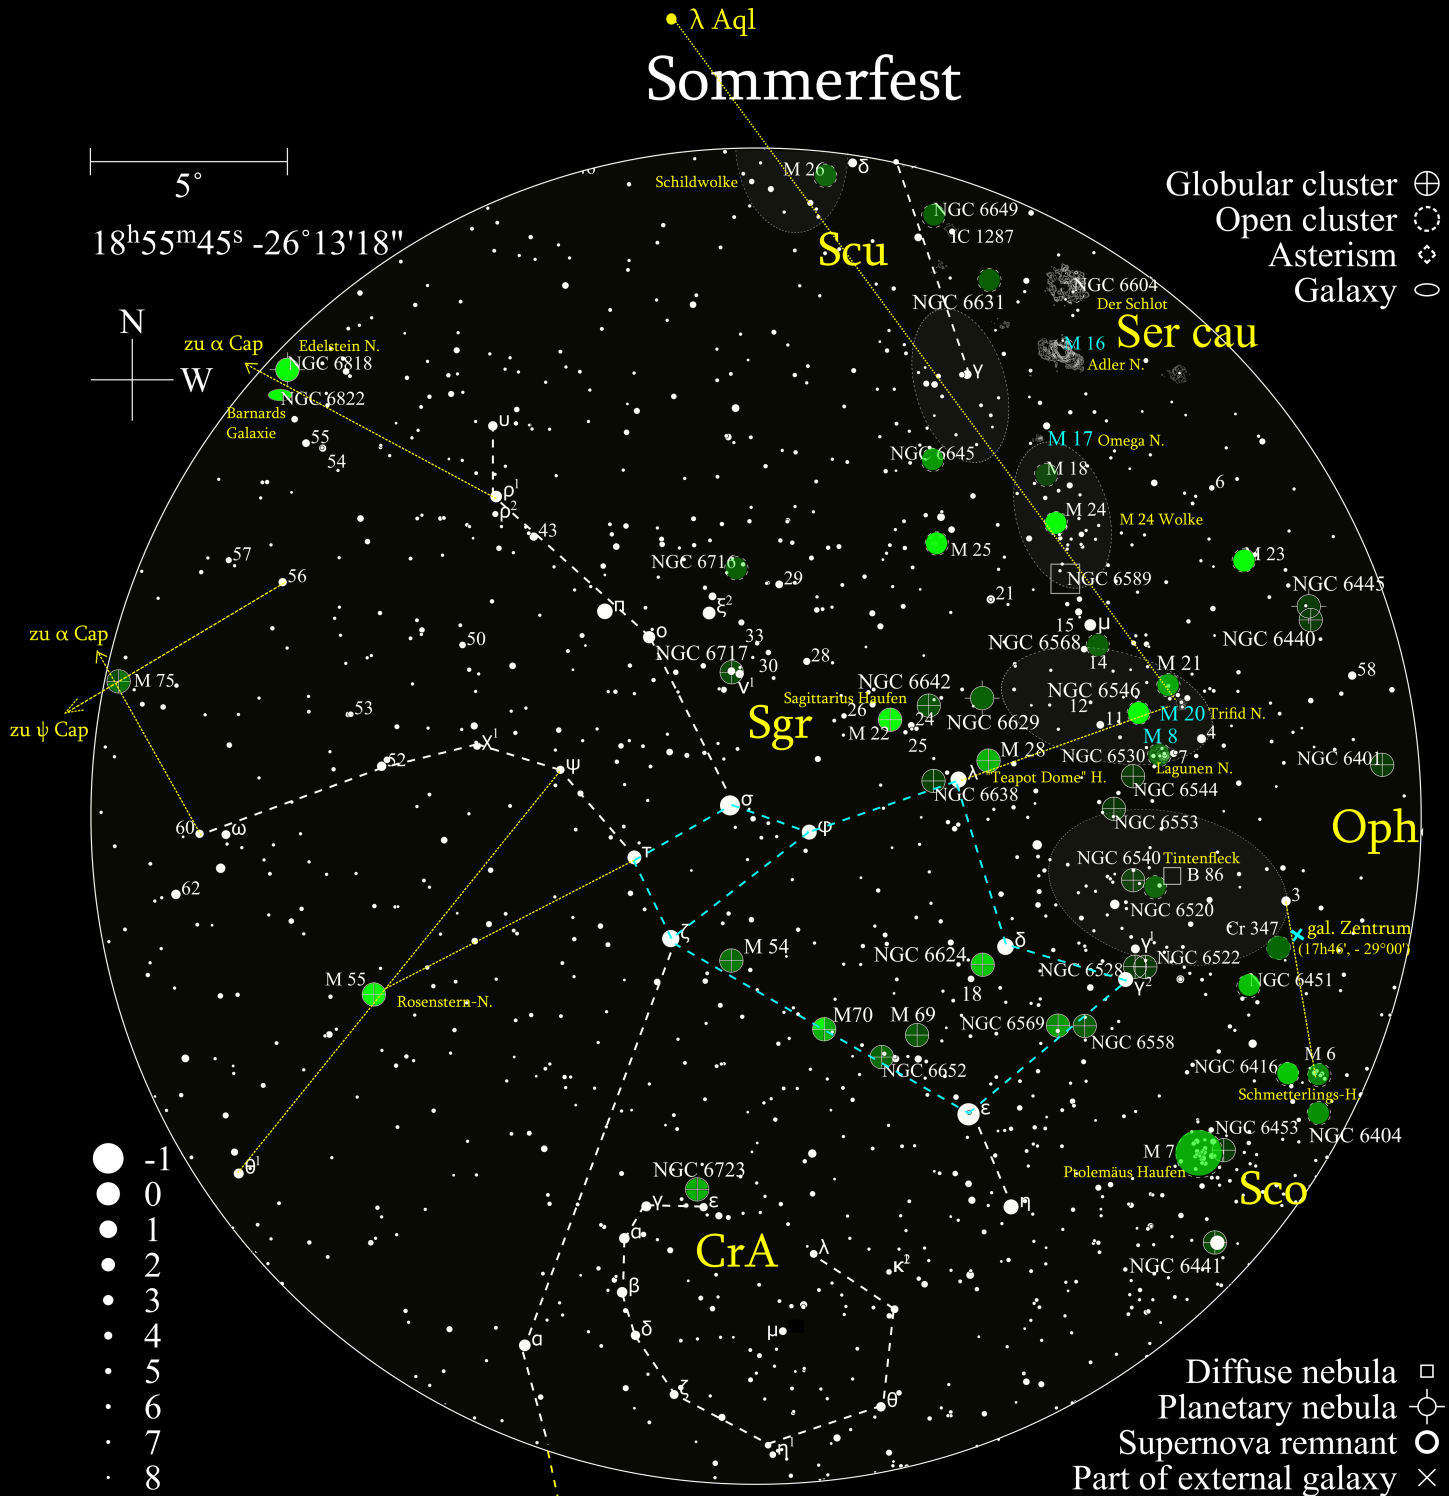 λ Aql
Sommerfest
5°
18h55m45s -26°13'18"
N
W
Globular cluster
Open cluster
Asterism
Galaxy
Schildwolke
M 26
δ
NGC 6649
IC 1287
Scu
NGC 6631
NGC 6604
Der Schlot
Ser cau
M 16
Adler N.
zu α Cap
Edelstein N.
NGC 6818
NGC 6822
Barnards
Galaxie
55
54
γ
υ
M 17 Omega N.
NGC 6645
M 18
6
ρ1
ρ2
43
M 24
M 24 Wolke
M 25
M 23
57
56
NGC 6716
29
NGC 6589
21
NGC 6445
π
ξ2
15
μ
ο
33
NGC 6568
NGC 6440
zu α Cap
50
NGC 6717
30
28
14
58
M 75
ν1
NGC 6642
M 21
Sagittarius Haufen
NGC 6546
26
12
M 20 Trifid N.
zu ψ Cap
53
Sgr
M 22
24
NGC 6629
11
25
M 8
4
χ1
M 28
NGC 6530
7
52
ψ
λ
"Teapot Dome" H.
Lagunen N.
NGC 6401
NGC 6638
NGC 6544
σ
NGC 6553
60
ω
φ
Oph
τ
NGC 6540
Tintenfleck
B 86
62
3
NGC 6520
ζ
Cr 347
gal. Zentrum
(17h46', - 29°00')
M 54
NGC 6624
δ
γ1
NGC 6522
NGC 6528
M 55
Rosenstern-N.
18
γ2
NGC 6451
M70
M 69
NGC 6569
NGC 6558
NGC 6652
NGC 6416
M 6
Schmetterlings-H.
ε
NGC 6453
NGC 6404
-1
θ1
M 7
Ptolemäus Haufen
NGC 6723
0
γ
ε
η
Sco
1
α
CrA
λ
2
κ2
NGC 6441
β
3
4
α
δ
μ
5
Diffuse nebula
6
ζ
θ
Planetary nebula
7
η1
Supernova remnant
8
Part of external galaxy